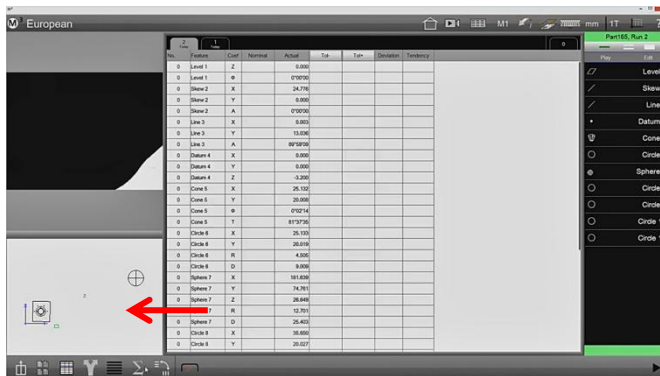 M3 European M1 mm 1T
2 Today 1 Today 0 Part165, Run 2
No. Feature Coef Nominal Actual Tol- Tol+ Deviation Tendency Play Edit
0 Level 1 Z 0.000
0 Level 1 Φ 0°00'00
0 Skew 2 X 24.776
0 Skew 2 Y 0.000
0 Skew 2 A 0°00'00
0 Line 3 X 0.003
0 Line 3 Y 13.036
0 Line 3 A 89°59'09
0 Datum 4 X 0.000
0 Datum 4 Y 0.000
0 Datum 4 Z -3.200
0 Cone 5 X 25.132
0 Cone 5 Y 20.008
0 Cone 5 Φ 0°02'14
0 Cone 5 T 81°37'35
0 Circle 6 X 25.133
0 Circle 6 Y 20.019
0 Circle 6 R 4.505
0 Circle 6 D 9.009
0 Sphere 7 X 101.839
0 Sphere 7 Y 74.761
0 Sphere 7 Z 28.649
7 R 12.701
0 Sphere 7 D 25.403
0 Circle 8 X 35.650
0 Circle 8 Y 20.027
Level
Skew
Line
Datum
Cone
Circle
Sphere
Circle
Circle
Circle
Circle